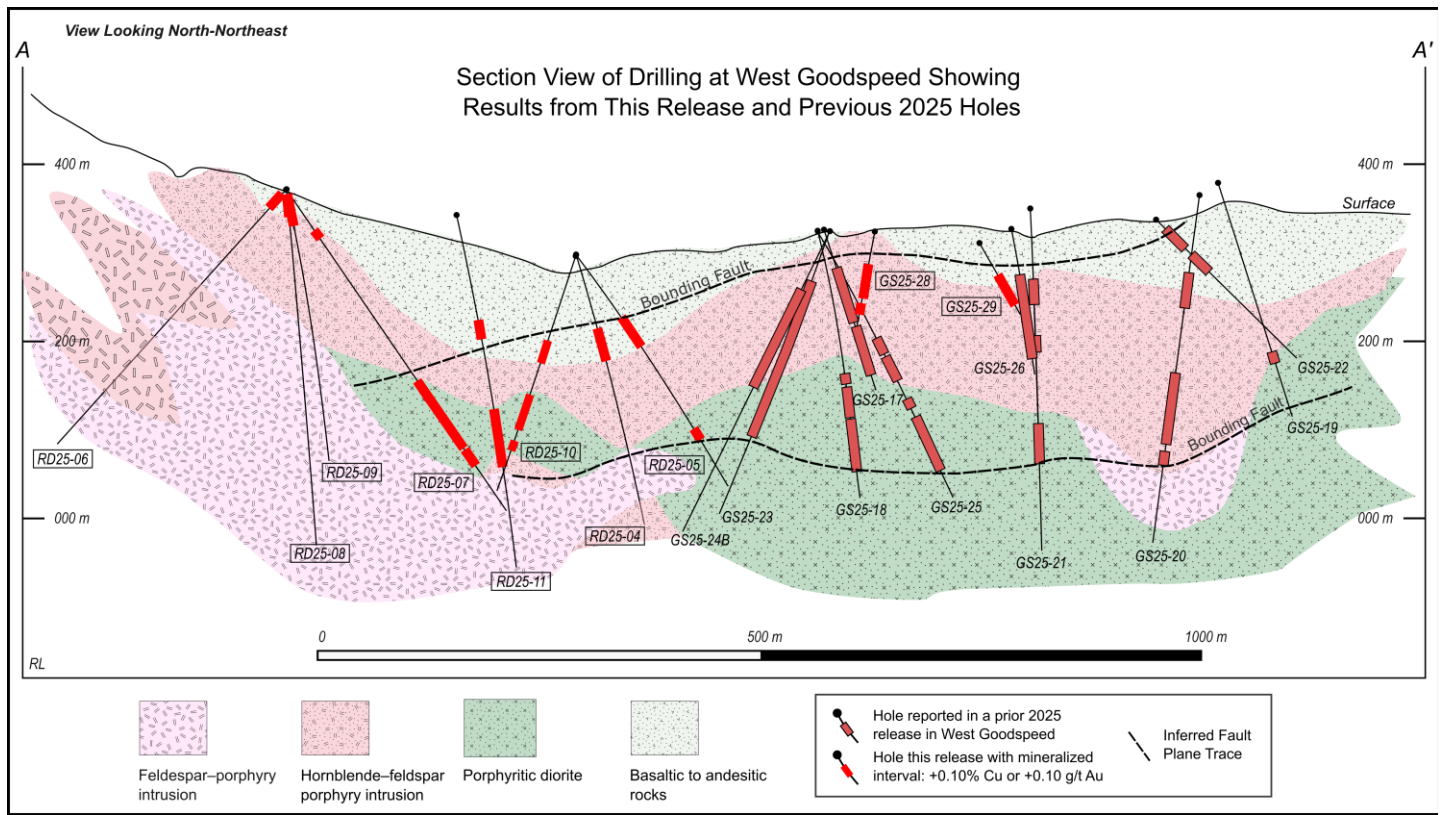 View Looking North-Northeast
A
A'
Section View of Drilling at West Goodspeed Showing
Results from This Release and Previous 2025 Holes
400 m
400 m
Surface
Bounding Fault
GS25-28
GS25-29
200 m
200 m
GS25-26
GS25-22
GS25-17
GS25-19
Bounding Fault
RD25-06
RD25-09
RD25-07
RD25-10
RD25-05
GS25-23
GS25-18
GS25-25
000 m
000 m
RD25-08
RD25-04
GS25-24B
GS25-21
GS25-20
RD25-11
0
500 m
1000 m
RL
Feldespar–porphyry
intrusion
Hornblende–feldspar
porphyry intrusion
Porphyritic diorite
Basaltic to andesitic
rocks
Hole reported in a prior 2025
release in West Goodspeed
Hole this release with mineralized
interval: +0.10% Cu or +0.10 g/t Au
Inferred Fault
Plane Trace